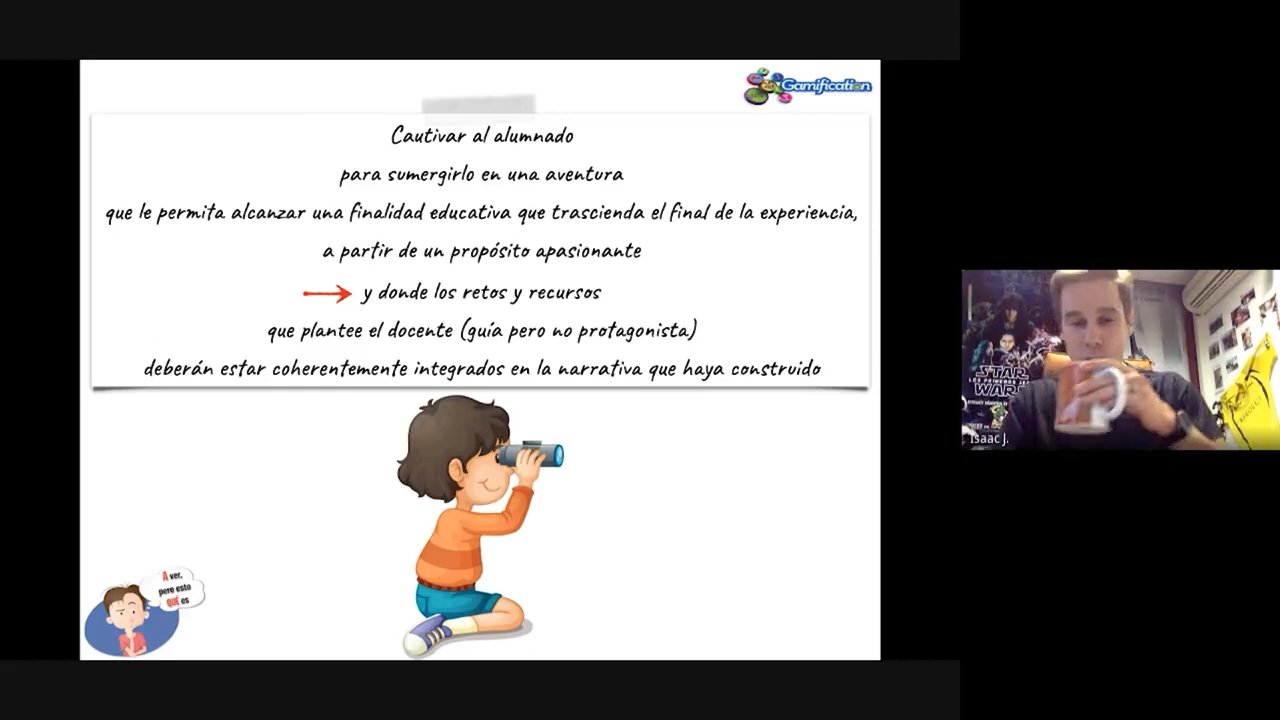 Gamification
Cautivar al alumnado
para sumergirlo en una aventura
que le permita alcanzar una finalidad educativa que trascienda el final de la experiencia,
a partir de un propósito apasionante
y donde los retos y recursos
que plantee el docente (guía pero no protagonista)
deberán estar coherentemente integrados en la narrativa que haya construido
A ver,
pero esto
QUÉ es
STAR
WARS
Isaac J.